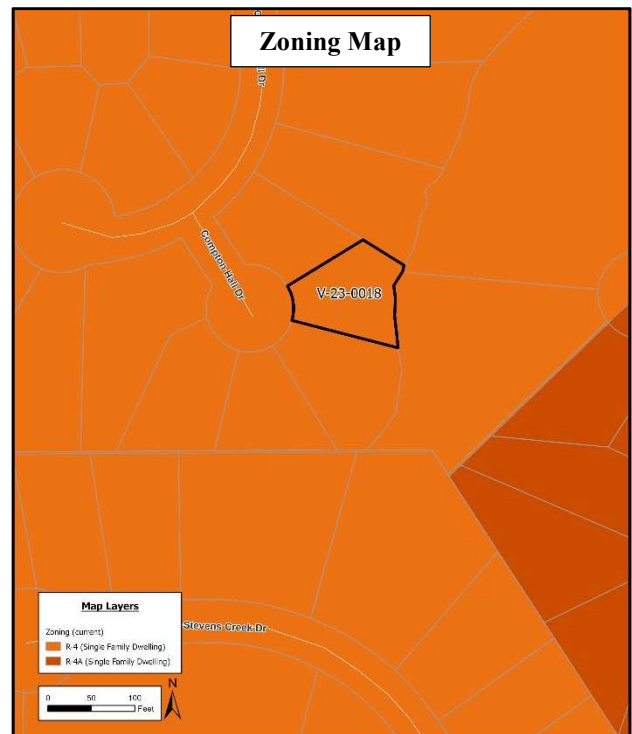 Zoning Map
Dr
Compton Hall Dr
V-23-0018
Stevens Creek Dr
Map Layers
Zoning (current)
R-4 (Single Family Dwelling)
R-4A (Single Family Dwelling)
0 50 100
Feet
N